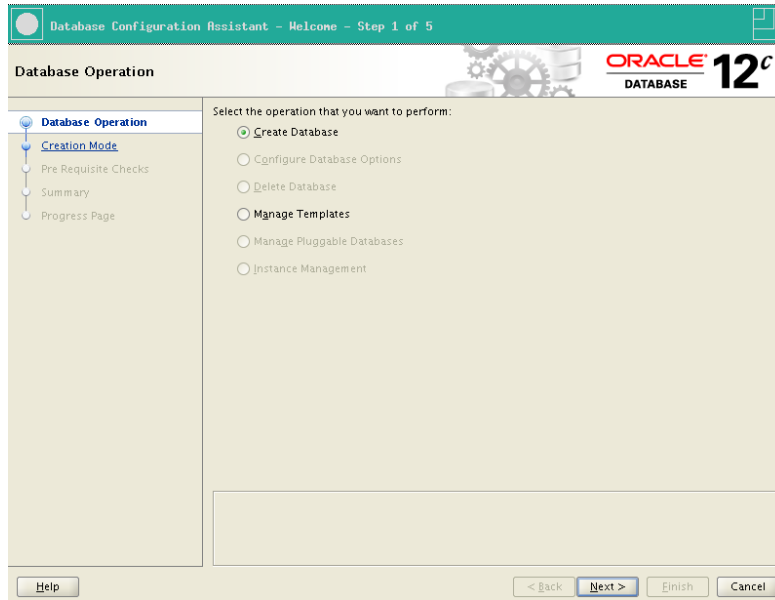 Database Configuration Assistant - Welcome - Step 1 of 5
Database Operation
ORACLE
DATABASE
12c
Database Operation
Creation Mode
Pre Requisite Checks
Summary
Progress Page
Select the operation that you want to perform:
Create Database
Configure Database Options
Delete Database
Manage Templates
Manage Pluggable Databases
Instance Management
Help
< Back
Next >
Finish
Cancel